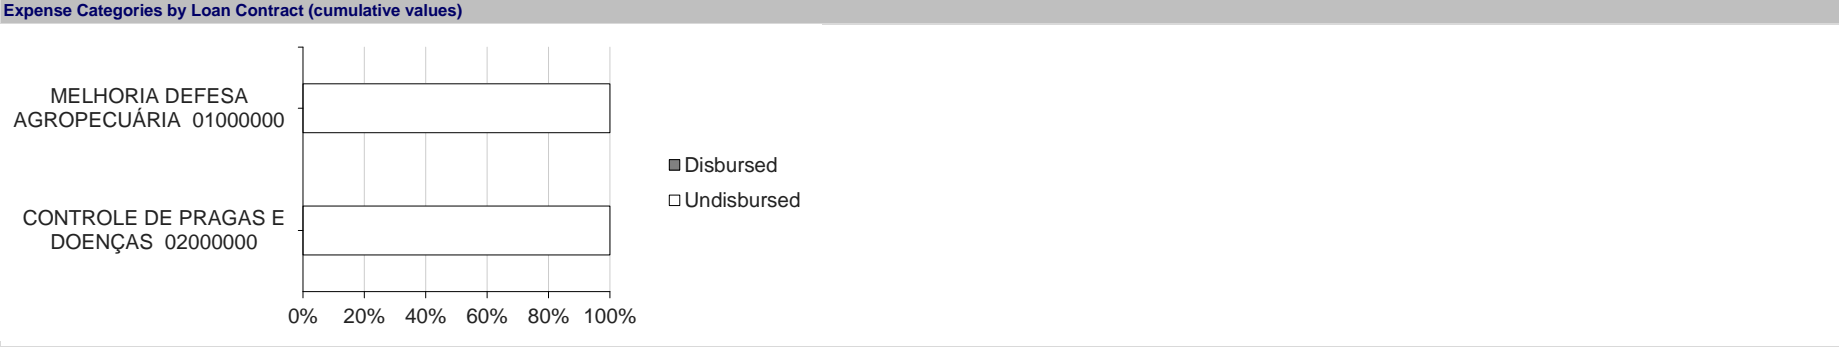 Expense Categories by Loan Contract (cumulative values)
MELHORIA DEFESA
AGROPECUÁRIA 01000000
CONTROLE DE PRAGAS E
DOENÇAS 02000000
Disbursed
Undisbursed
0% 20% 40% 60% 80% 100%